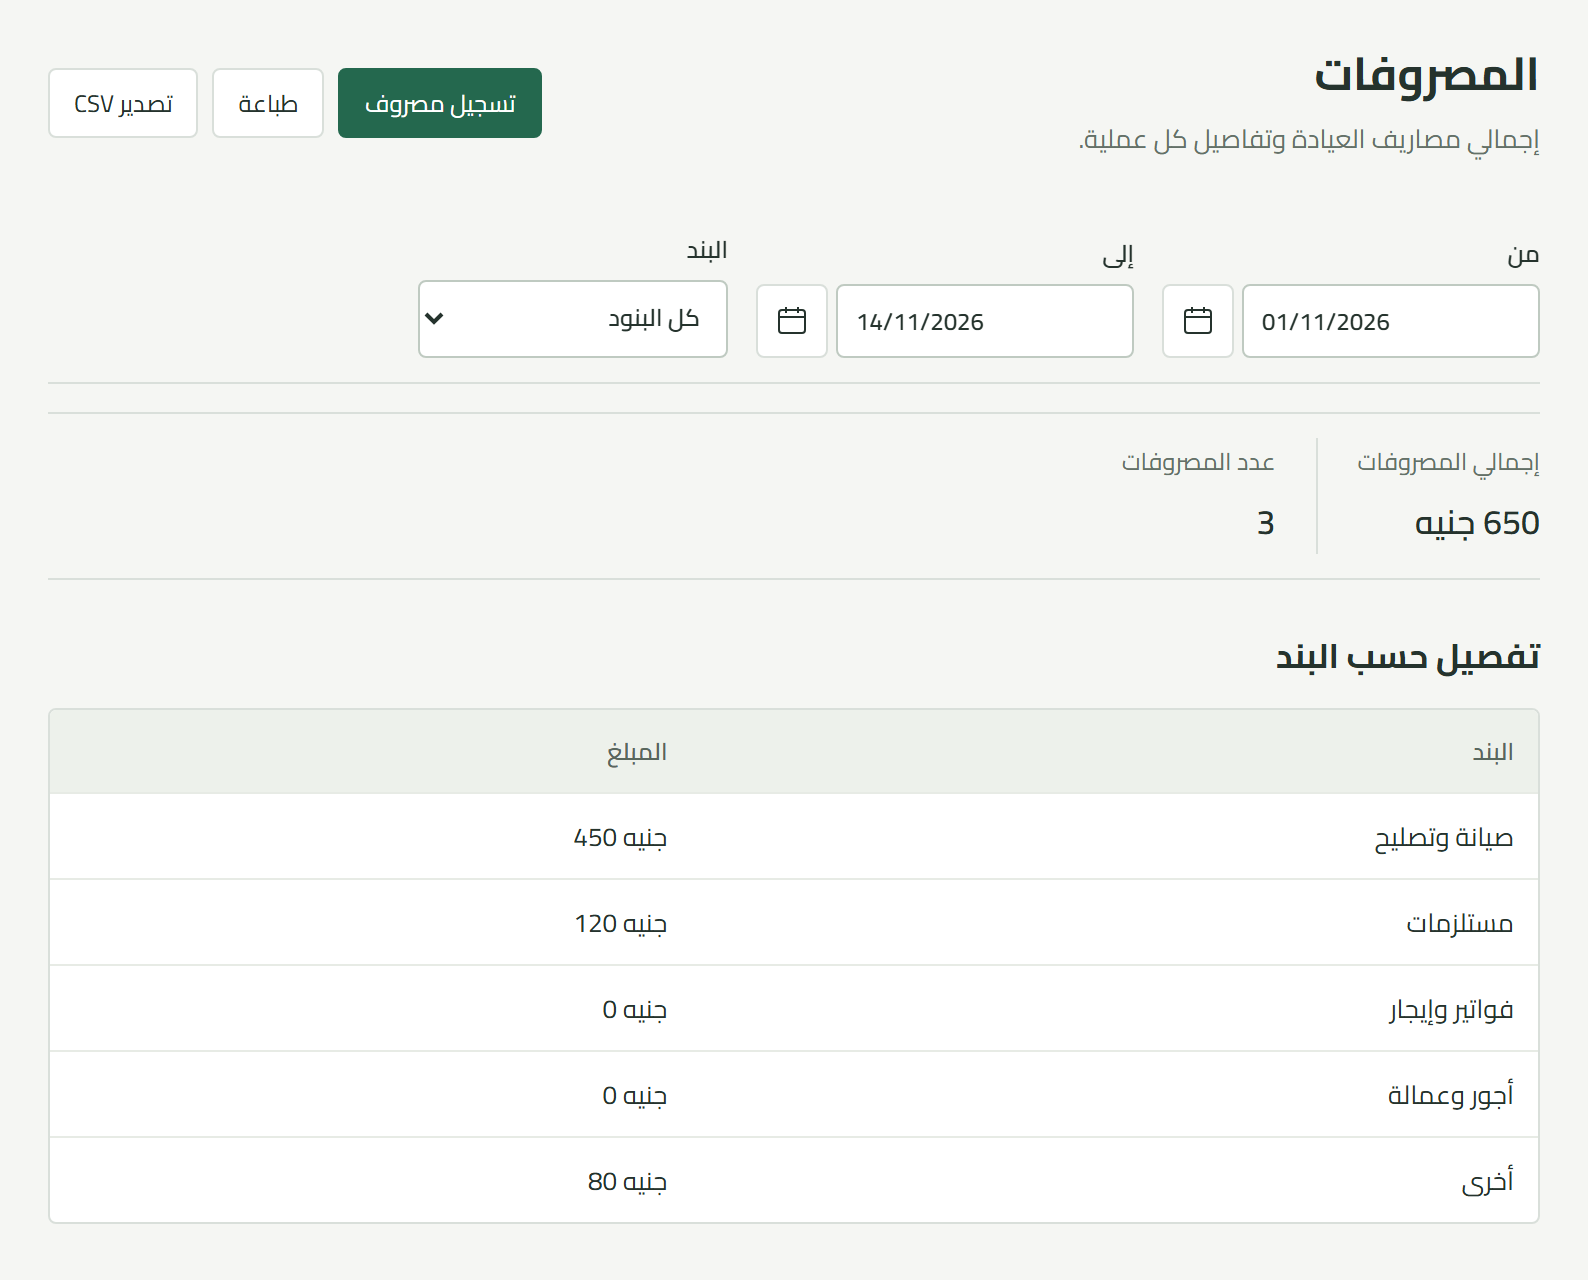 المصروفات
إجمالي مصاريف العيادة وتفاصيل كل عملية.
تسجيل مصروف
طباعة
تصدير CSV
من
01/11/2026
إلى
14/11/2026
البند
كل البنود
إجمالي المصروفات
650 جنيه
عدد المصروفات
3
تفصيل حسب البند
البند المبلغ
صيانة وتصليح جنيه 450
مستلزمات جنيه 120
فواتير وإيجار جنيه 0
أجور وعمالة جنيه 0
أخرى جنيه 80